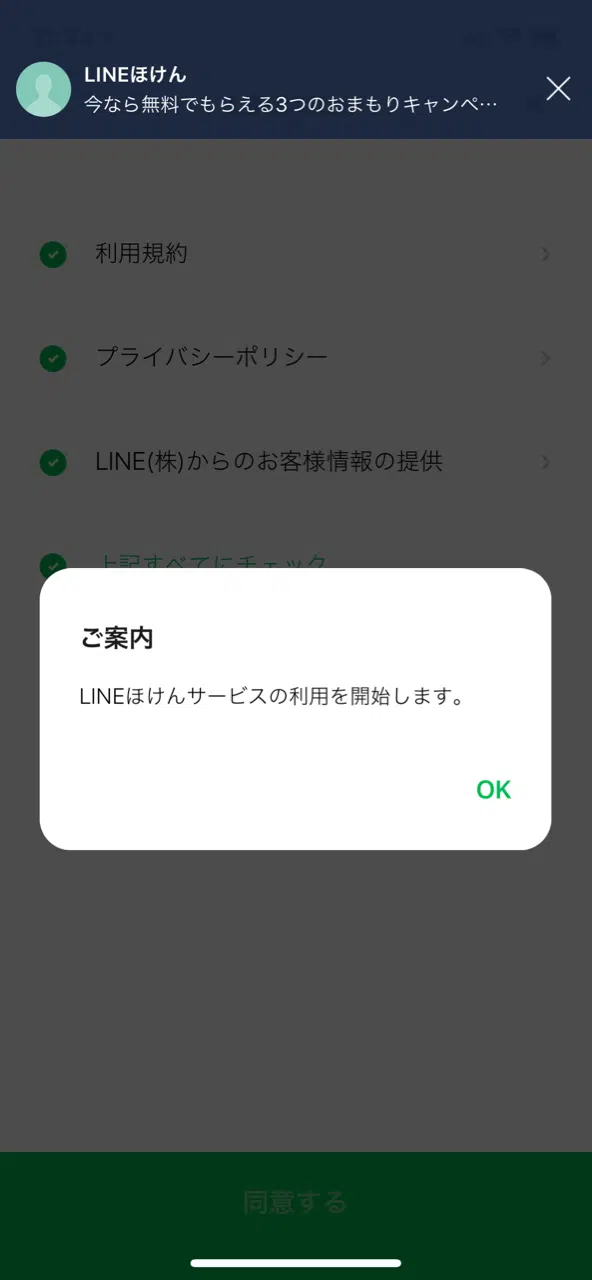 LINEほけん
今なら無料でもらえる3つのおまもりキャンペ…
利用規約
プライバシーポリシー
LINE(株)からのお客様情報の提供
上記すべてにチェック
ご案内
LINEほけんサービスの利用を開始します。
OK
同意する